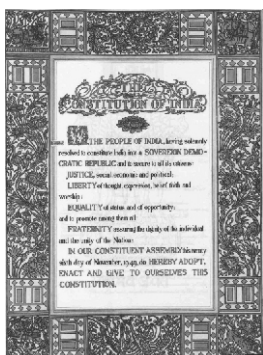 THE
CONSTITUTION OF INDIA
WE, THE PEOPLE OF INDIA, having solemnly
resolved to constitute India into a SOVEREIGN DEMO-
CRATIC REPUBLIC and to secure to all its citizens:
JUSTICE, social, economic and political;
LIBERTY of thought, expression, belief, faith and
worship;
EQUALITY of status and of opportunity;
and to promote among them all
FRATERNITY assuring the dignity of the individual
and the unity of the Nation;
IN OUR CONSTITUENT ASSEMBLY this twenty
sixth day of November, 1949, do HEREBY ADOPT,
ENACT AND GIVE TO OURSELVES THIS
CONSTITUTION.